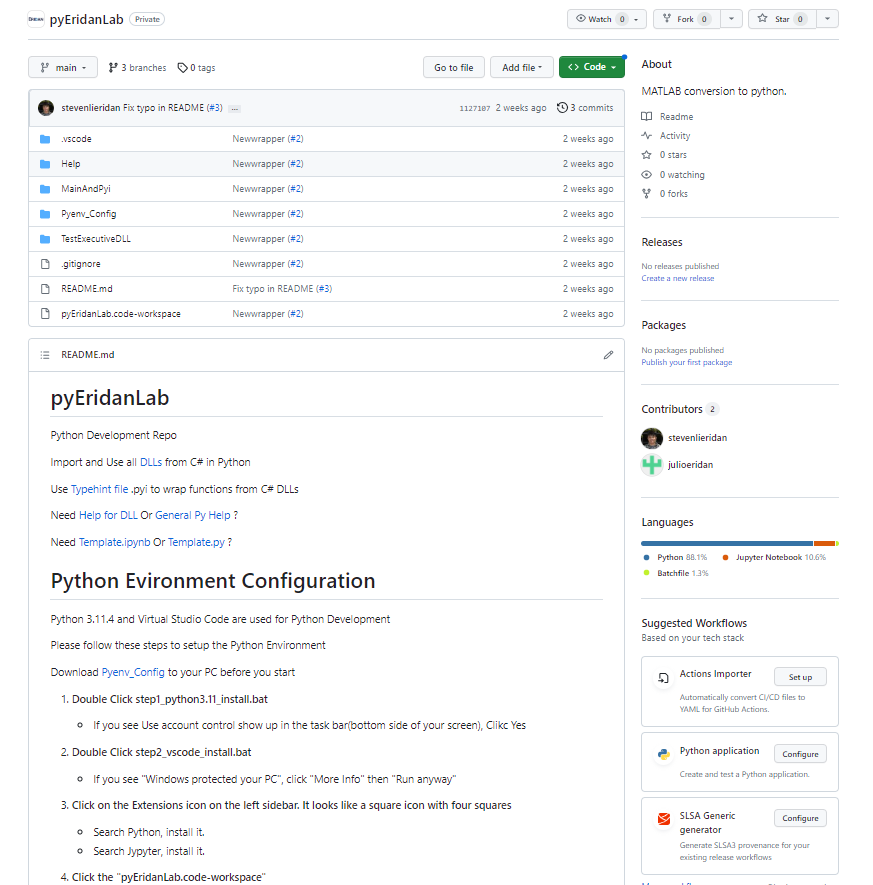 pyEridanLab Private
Watch 0 Fork 0 Star 0
main 3 branches 0 tags Go to file Add file Code
stevenlieridan Fix typo in README (#3) ... 1127107 2 weeks ago 3 commits
.vscode Newwrapper (#2) 2 weeks ago
Help Newwrapper (#2) 2 weeks ago
MainAndPyi Newwrapper (#2) 2 weeks ago
Pyenv_Config Newwrapper (#2) 2 weeks ago
TestExecutiveDLL Newwrapper (#2) 2 weeks ago
.gitignore Newwrapper (#2) 2 weeks ago
README.md Fix typo in README (#3) 2 weeks ago
pyEridanLab.code-workspace Newwrapper (#2) 2 weeks ago
README.md
pyEridanLab
Python Development Repo
Import and Use all DLLs from C# in Python
Use Typehint file .pyi to wrap functions from C# DLLs
Need Help for DLL Or General Py Help ?
Need Template.ipynb Or Template.py ?
Python Evironment Configuration
Python 3.11.4 and Virtual Studio Code are used for Python Development
Please follow these steps to setup the Python Environment
Download Pyenv_Config to your PC before you start
1. Double Click step1_python3.11_install.bat
If you see Use account control show up in the task bar(bottom side of your screen), Clikc Yes
2. Double Click step2_vscode_install.bat
If you see "Windows protected your PC", click "More Info" then "Run anyway"
3. Click on the Extensions icon on the left sidebar. It looks like a square icon with four squares
Search Python, install it.
Search Jypyter, install it.
4. Click the "pyEridanLab.code-workspace"
About
MATLAB conversion to python.
Readme
Activity
0 stars
0 watching
0 forks
Releases
No releases published
Create a new release
Packages
No packages published
Publish your first package
Contributors 2
stevenlieridan
julioeridan
Languages
Python 88.1% Jupyter Notebook 10.6%
Batchfile 1.3%
Suggested Workflows
Based on your tech stack
Actions Importer Set up
Automatically convert CI/CD files to
YAML for GitHub Actions.
Python application Configure
Create and test a Python application.
SLSA Generic
generator Configure
Generate SLSA3 provenance for your
existing release workflows